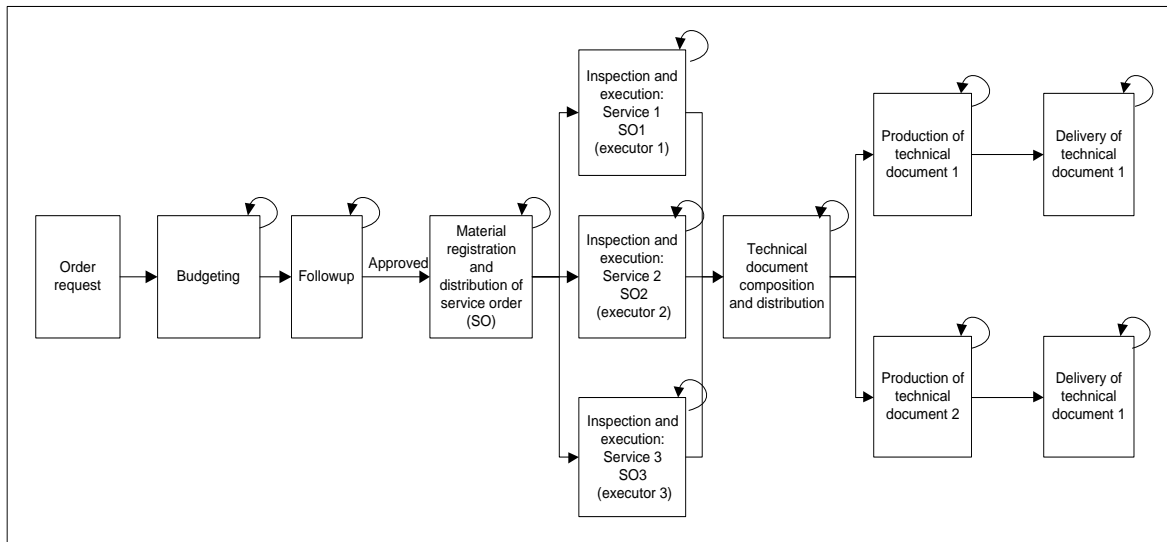 Order
request
Budgeting
Followup
Approved
Material
registration
and
distribution of
service order
(SO)
Inspection and
execution:
Service 1
SO1
(executor 1)
Inspection and
execution:
Service 2
SO2
(executor 2)
Inspection and
execution:
Service 3
SO3
(executor 3)
Technical
document
composition
and distribution
Production of
technical
document 1
Delivery of
technical
document 1
Production of
technical
document 2
Delivery of
technical
document 1